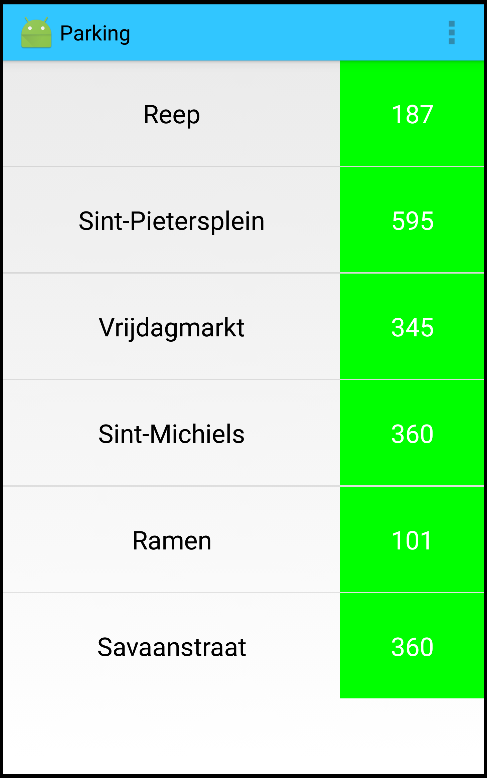 Parking
Reep 187
Sint-Pietersplein 595
Vrijdagmarkt 345
Sint-Michiels 360
Ramen 101
Savaanstraat 360